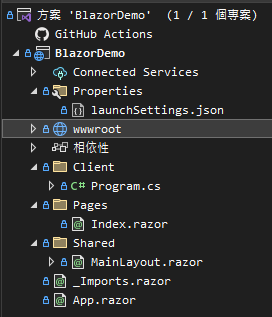 方案 'BlazorDemo' (1 / 1 個專案)
GitHub Actions
BlazorDemo
Connected Services
Properties
launchSettings.json
wwwroot
相依性
Client
C# Program.cs
Pages
Index.razor
Shared
MainLayout.razor
_Imports.razor
App.razor